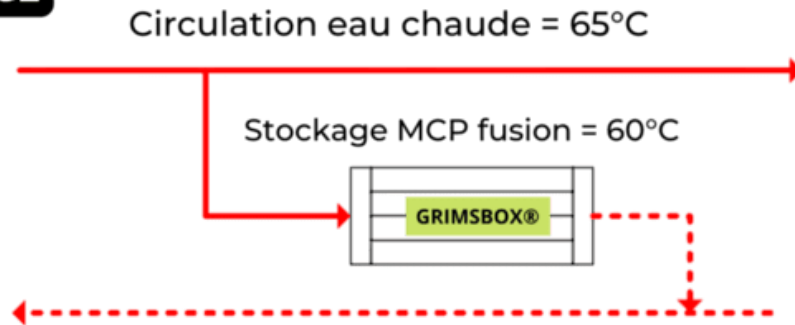 Circulation eau chaude = 65°C
Stockage MCP fusion = 60°C
GRIMSBOX®